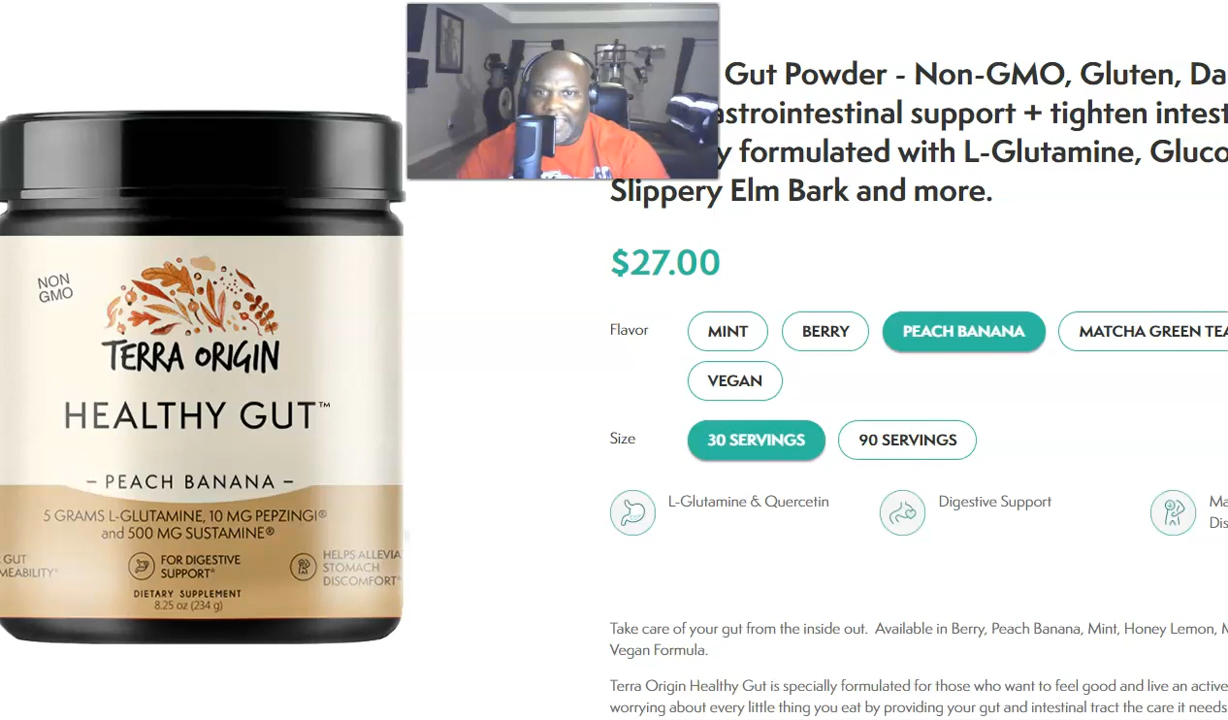 Gut Powder - Non-GMO, Gluten,
support + tighten
formulated with L-Glutamine,
Slippery Elm Bark and more.
$27.00
Flavor
MINT
BERRY
PEACH BANANA
MATCHA GREEN
VEGAN
Size
30 SERVINGS
90 SERVINGS
L-Glutamine & Quercetin
Digestive Support
Take care of your gut from the inside out. Available in Berry, Peach Banana, Mint, Honey Lemon,
Vegan Formula.
Terra Origin Healthy Gut is specially formulated for those who want to feel good and live an active
worrying about every little thing you eat by providing your gut and intestinal tract the care it needs
NON
GMO
TERRA ORIGIN
HEALTHY GUT™
– PEACH BANANA –
5 GRAMS L-GLUTAMINE, 10 MG PEPZINGI®
and 500 MG SUSTAMINE®
GUT
FOR DIGESTIVE
SUPPORT*
HELPS
STOMACH
DISCOMFORT*
DIETARY SUPPLEMENT
8.25 oz (234 g)